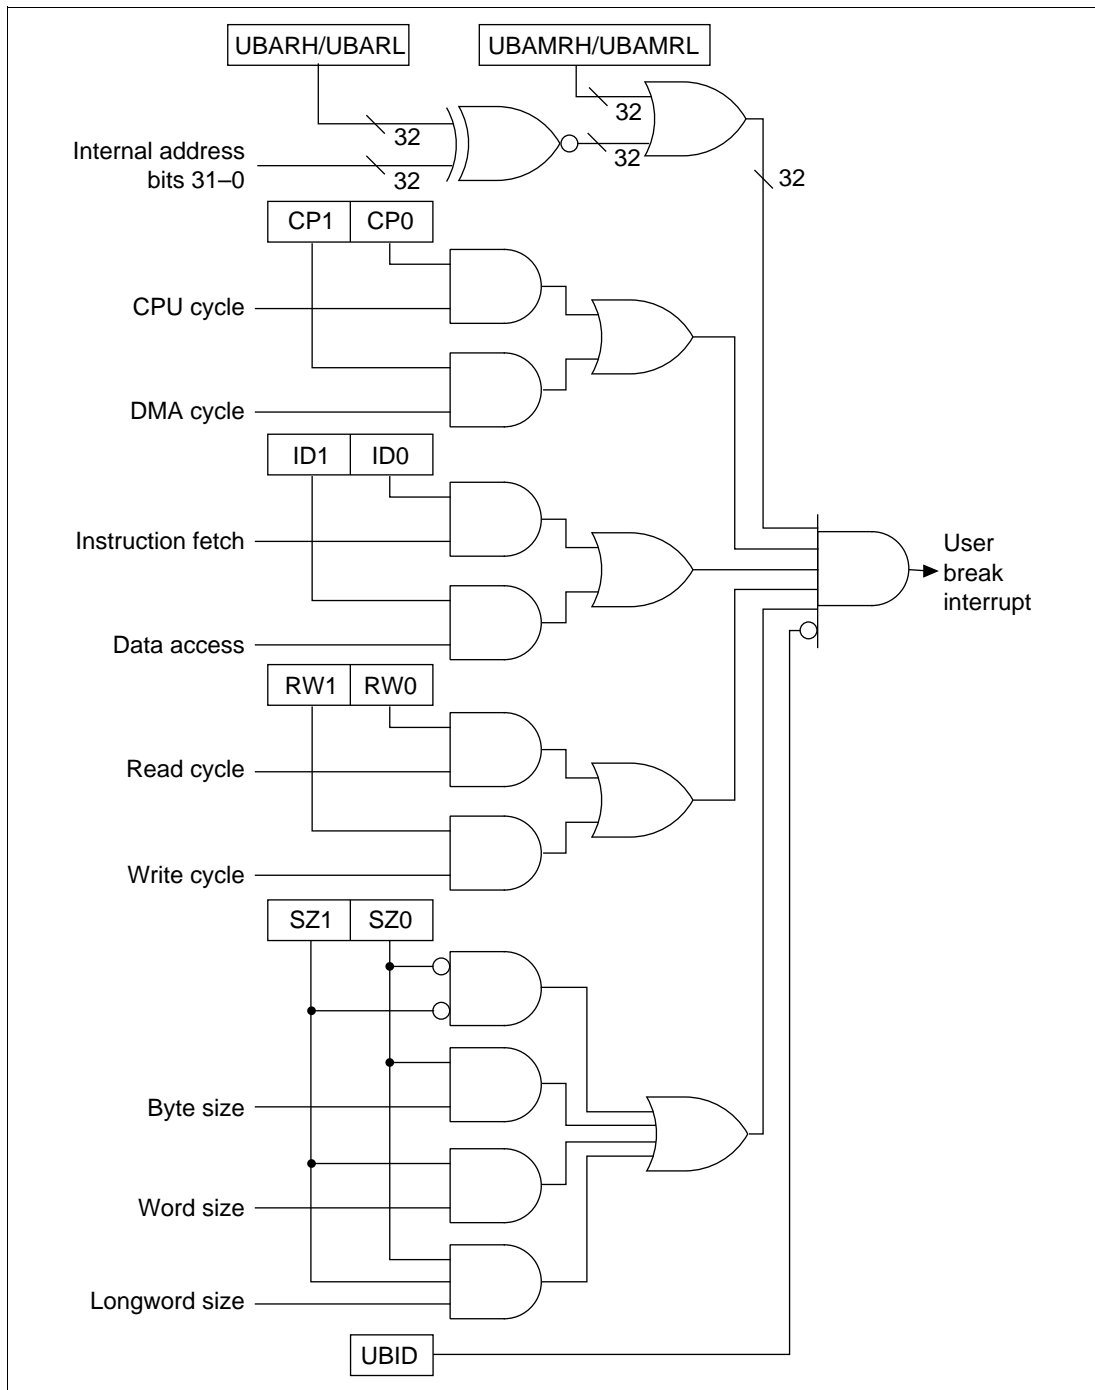 UBARH/UBARL
UBAMRH/UBAMRL
32
32
Internal address
bits 31–0
32
32
32
CP1 CP0
CPU cycle
DMA cycle
ID1 ID0
Instruction fetch
Data access
User
break
interrupt
RW1 RW0
Read cycle
Write cycle
SZ1 SZ0
Byte size
Word size
Longword size
UBID